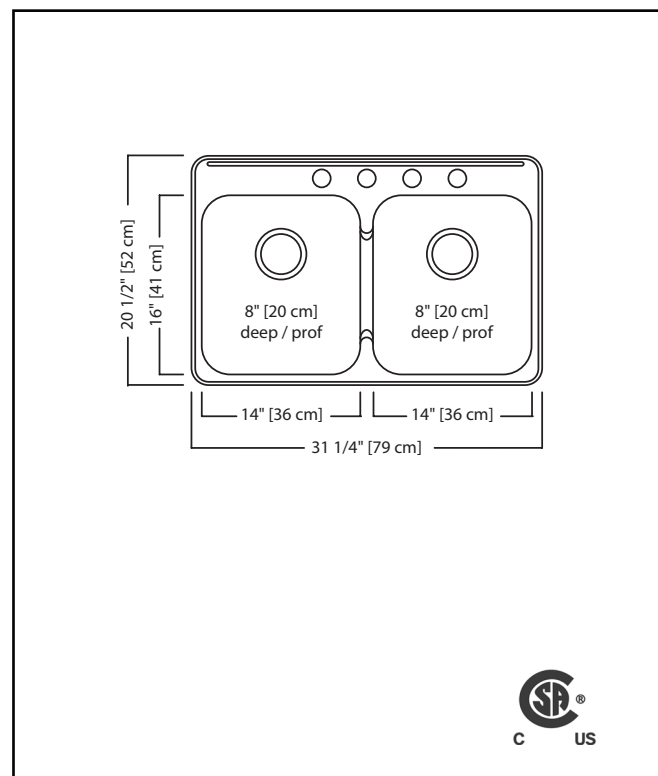 20 1/2" [52 cm]
16" [41 cm]
8" [20 cm]
deep / prof
8" [20 cm]
deep / prof
14" [36 cm]
14" [36 cm]
31 1/4" [79 cm]
CSA ®
C US